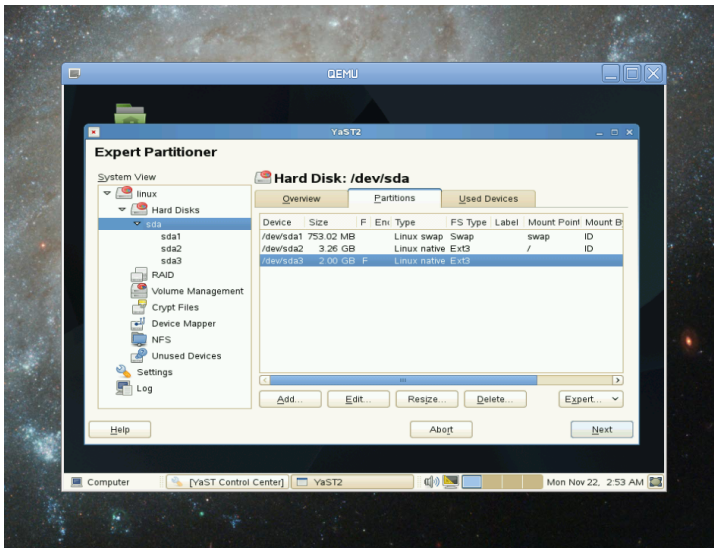 QEMU
YaST2
Expert Partitioner
System View
linux
Hard Disks
sda
sda1
sda2
sda3
RAID
Volume Management
Crypt Files
Device Mapper
NFS
Unused Devices
Settings
Log
Hard Disk: /dev/sda
Overview Partitions Used Devices
Device Size F Enc Type FS Type Label Mount Point Mount B
/dev/sda1 753.02 MB Linux swap Swap swap ID
/dev/sda2 3.26 GB Linux native Ext3 / ID
/dev/sda3 2.00 GB F Linux native Ext3
Add... Edit... Resize... Delete... Expert...
Help Abort Next
Computer [YaST Control Center] YaST2 Mon Nov 22, 2:53 AM